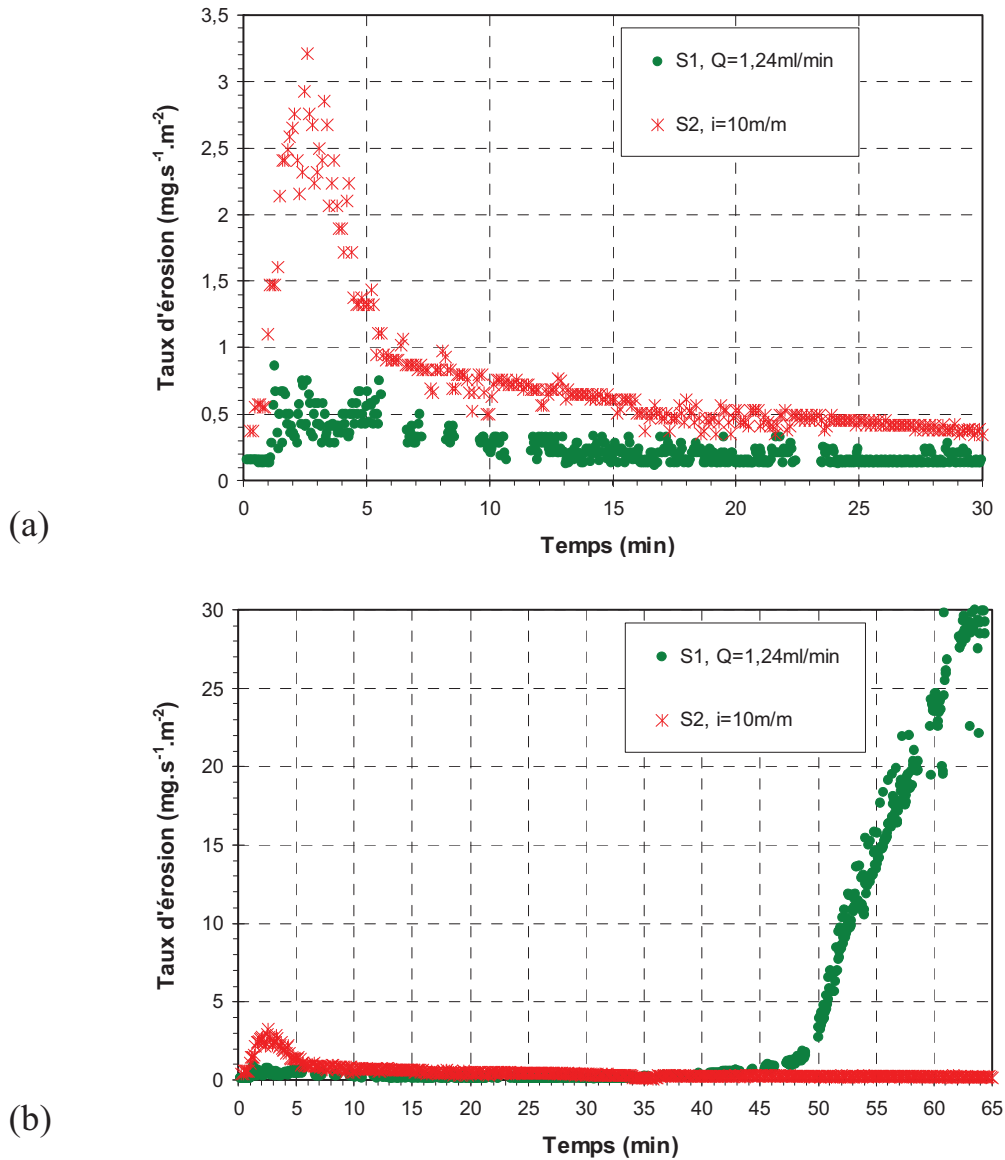 3,5
3
2,5
2
1,5
1
0,5
0
Taux d'érosion (mg.s-1.m-2)
S1, Q=1,24ml/min
S2, i=10m/m
0 5 10 15 20 25 30
Temps (min)
(a)
30
25
20
15
10
5
0
Taux d'érosion (mg.s-1.m-2)
S1, Q=1,24ml/min
S2, i=10m/m
0 5 10 15 20 25 30 35 40 45 50 55 60 65
Temps (min)
(b)